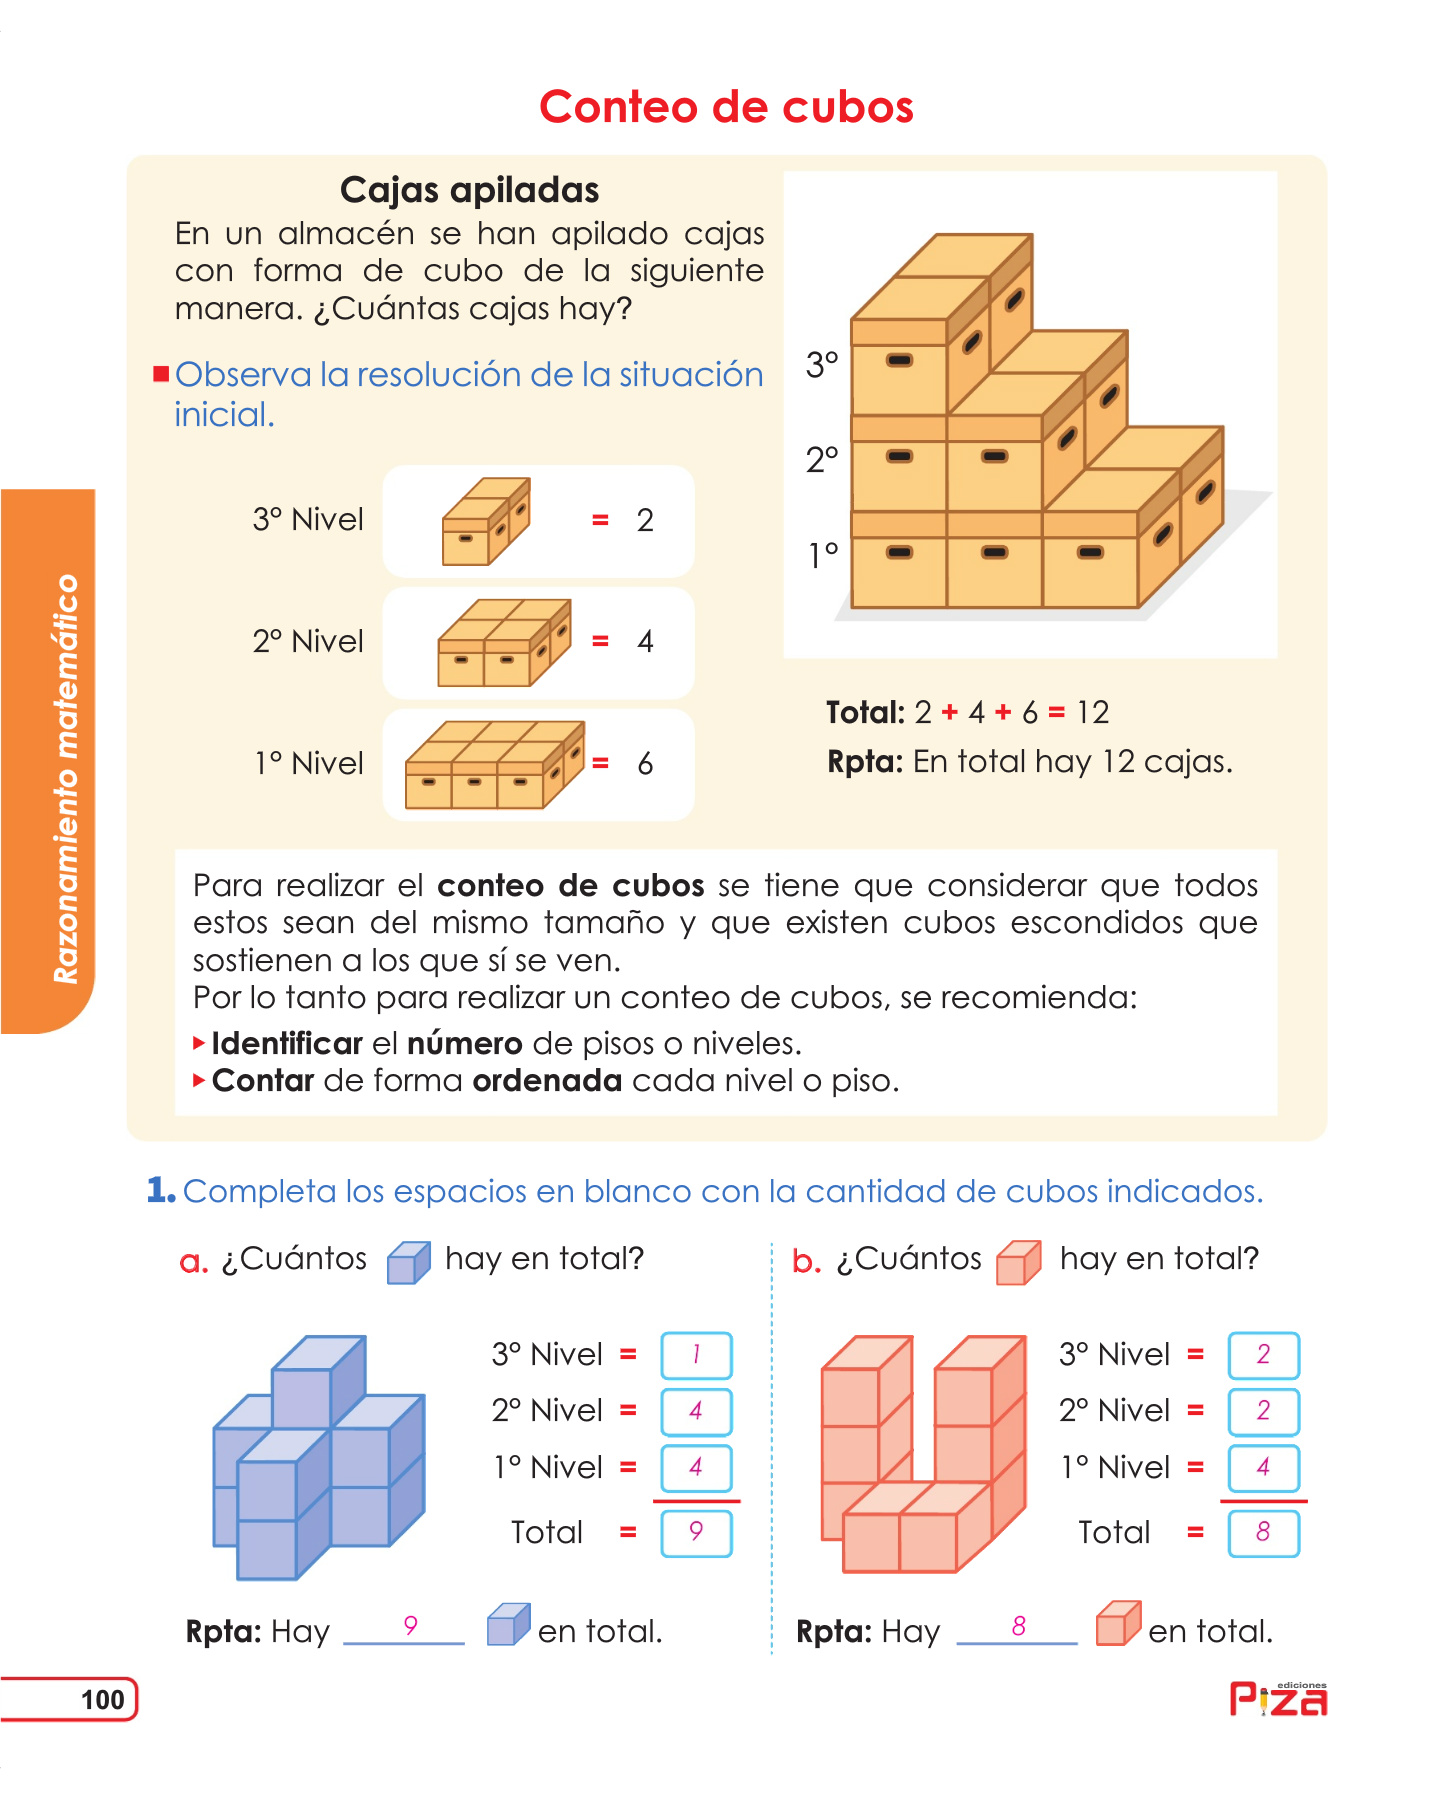 Conteo de cubos
Cajas apiladas
En un almacén se han apilado cajas
con forma de cubo de la siguiente
manera. ¿Cuántas cajas hay?
Observa la resolución de la situación
inicial.
3° Nivel = 2
2° Nivel = 4
1° Nivel = 6
3°
2°
1°
Total: 2 + 4 + 6 = 12
Rpta: En total hay 12 cajas.
Para realizar el conteo de cubos se tiene que considerar que todos
estos sean del mismo tamaño y que existen cubos escondidos que
sostienen a los que sí se ven.
Por lo tanto para realizar un conteo de cubos, se recomienda:
Identificar el número de pisos o niveles.
Contar de forma ordenada cada nivel o piso.
Razonamiento matemático
1. Completa los espacios en blanco con la cantidad de cubos indicados.
a. ¿Cuántos hay en total?
3° Nivel = 1
2° Nivel = 4
1° Nivel = 4
Total = 9
Rpta: Hay 9 en total.
b. ¿Cuántos hay en total?
3° Nivel = 2
2° Nivel = 2
1° Nivel = 4
Total = 8
Rpta: Hay 8 en total.
100
ediciones
Piza